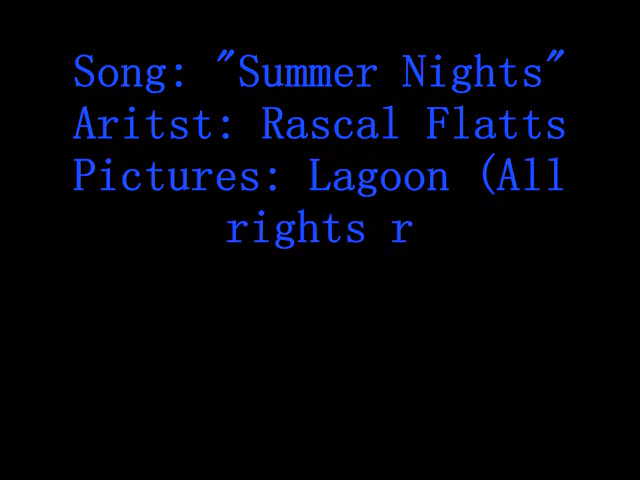 Song: "Summer Nights"
Aritst: Rascal Flatts
Pictures: Lagoon (All
rights r